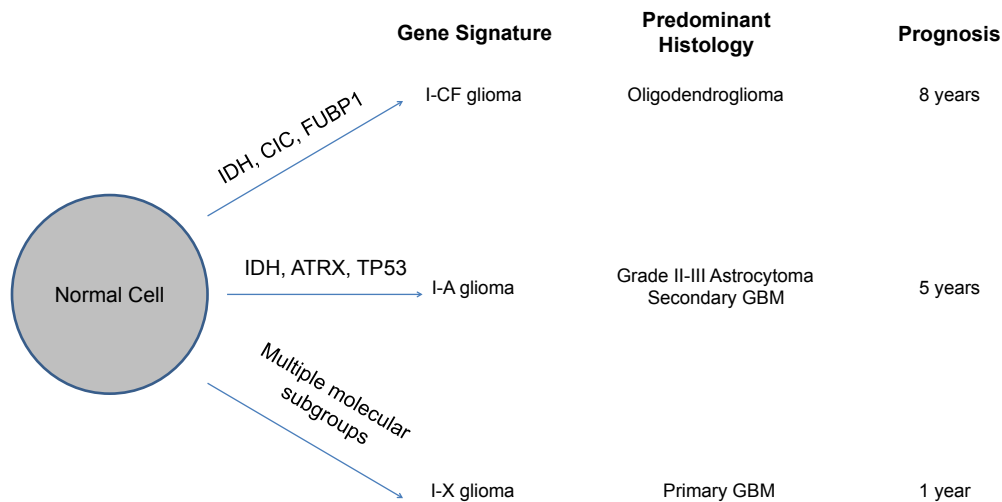 Gene Signature
Predominant
Histology
Prognosis
IDH, CIC, FUBP1
I-CF glioma
Oligodendroglioma
8 years
Normal Cell
IDH, ATRX, TP53
I-A glioma
Grade II-III Astrocytoma
Secondary GBM
5 years
Multiple molecular
subgroups
I-X glioma
Primary GBM
1 year